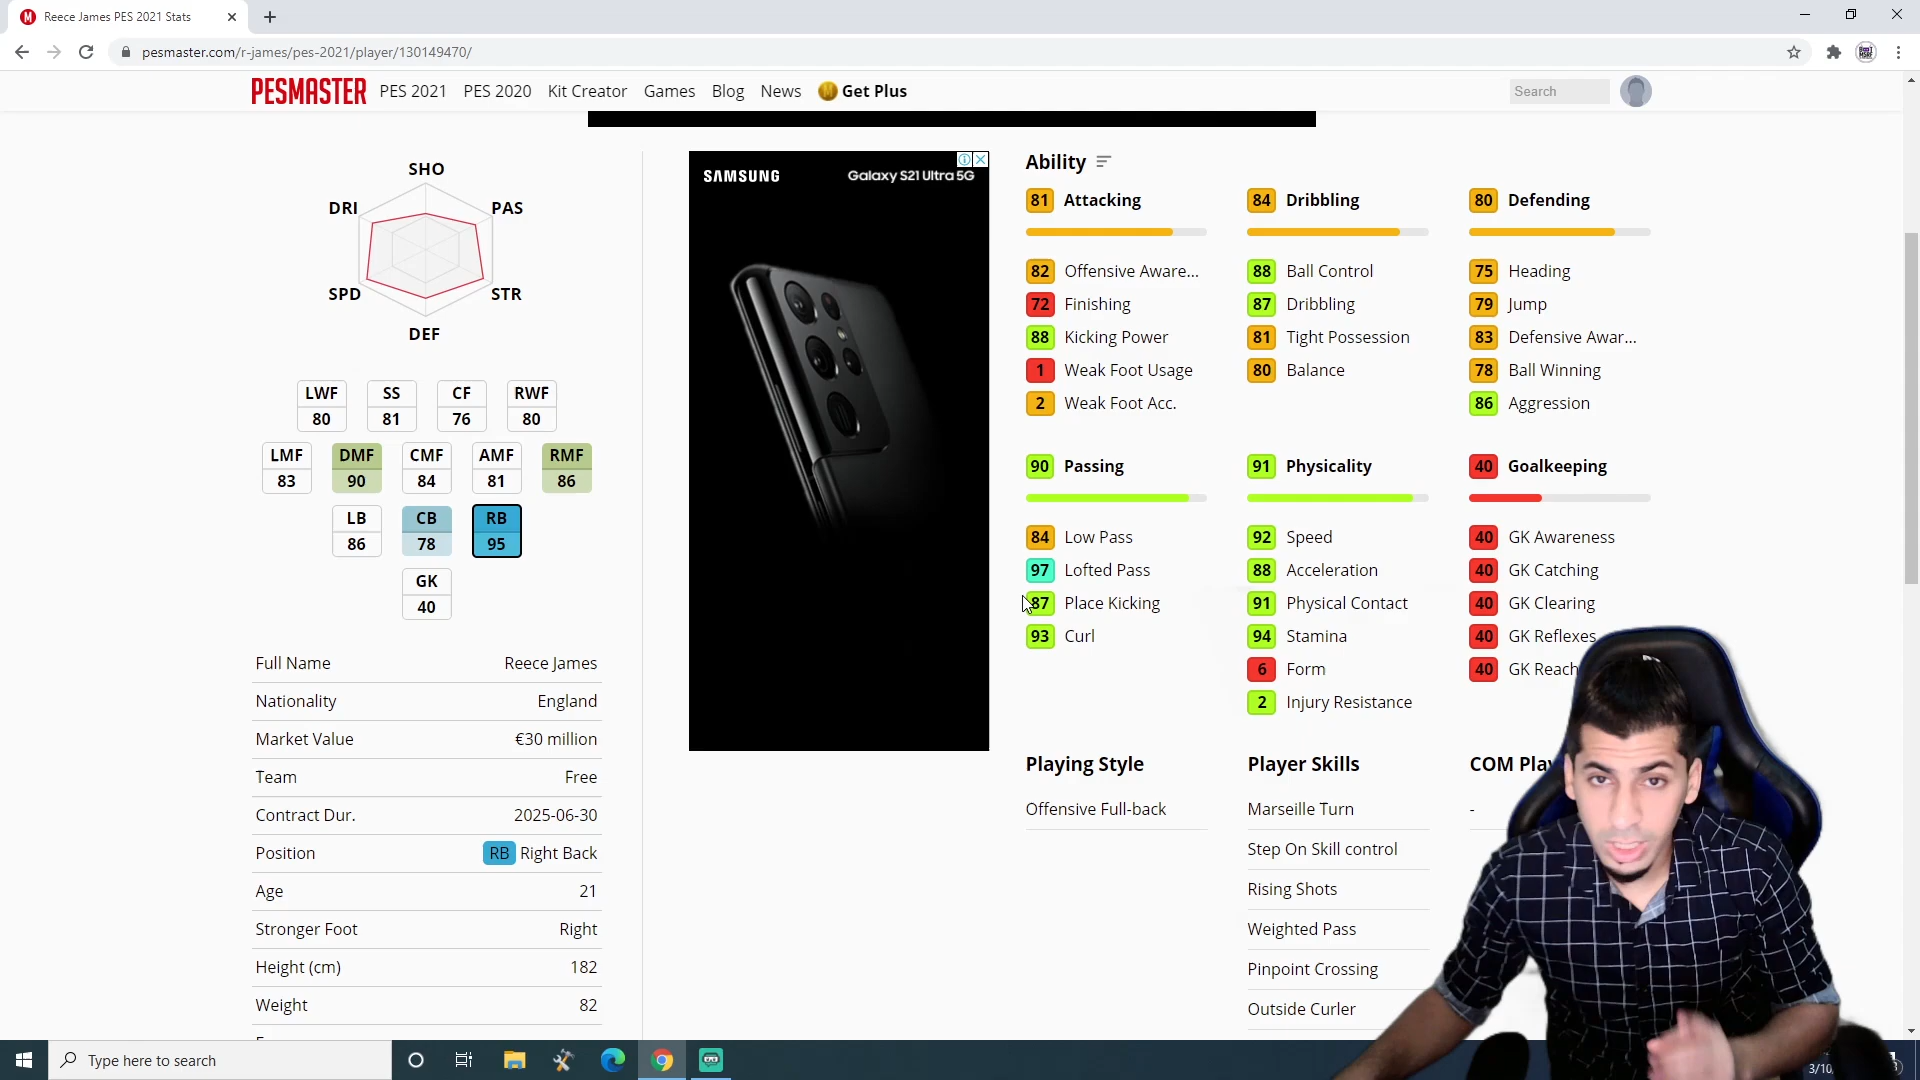 Reece James PES 2021 Stats
pesmaster.com/r-james/pes-2021/player/130149470/
PESMASTER PES 2021 PES 2020 Kit Creator Games Blog News Get Plus Search
SHO
DRI PAS
SPD STR
DEF
LWF SS CF RWF
80 81 76 80
LMF DMF CMF AMF RMF
83 90 84 81 86
LB CB RB
86 78 95
GK
40
Full Name Reece James
Nationality England
Market Value €30 million
Team Free
Contract Dur. 2025-06-30
Position RB Right Back
Age 21
Stronger Foot Right
Height (cm) 182
Weight 82
SAMSUNG Galaxy S21 Ultra 5G
Ability
81 Attacking
82 Offensive Aware...
72 Finishing
88 Kicking Power
1 Weak Foot Usage
2 Weak Foot Acc.
84 Dribbling
88 Ball Control
87 Dribbling
81 Tight Possession
80 Balance
80 Defending
75 Heading
79 Jump
83 Defensive Awar...
78 Ball Winning
86 Aggression
90 Passing
84 Low Pass
97 Lofted Pass
87 Place Kicking
93 Curl
91 Physicality
92 Speed
88 Acceleration
91 Physical Contact
94 Stamina
6 Form
2 Injury Resistance
40 Goalkeeping
40 GK Awareness
40 GK Catching
40 GK Clearing
40 GK Reflexes
40 GK Reach
Playing Style
Offensive Full-back
Player Skills
Marseille Turn
Step On Skill control
Rising Shots
Weighted Pass
Pinpoint Crossing
Outside Curler
COM Play
-
Type here to search
3/10